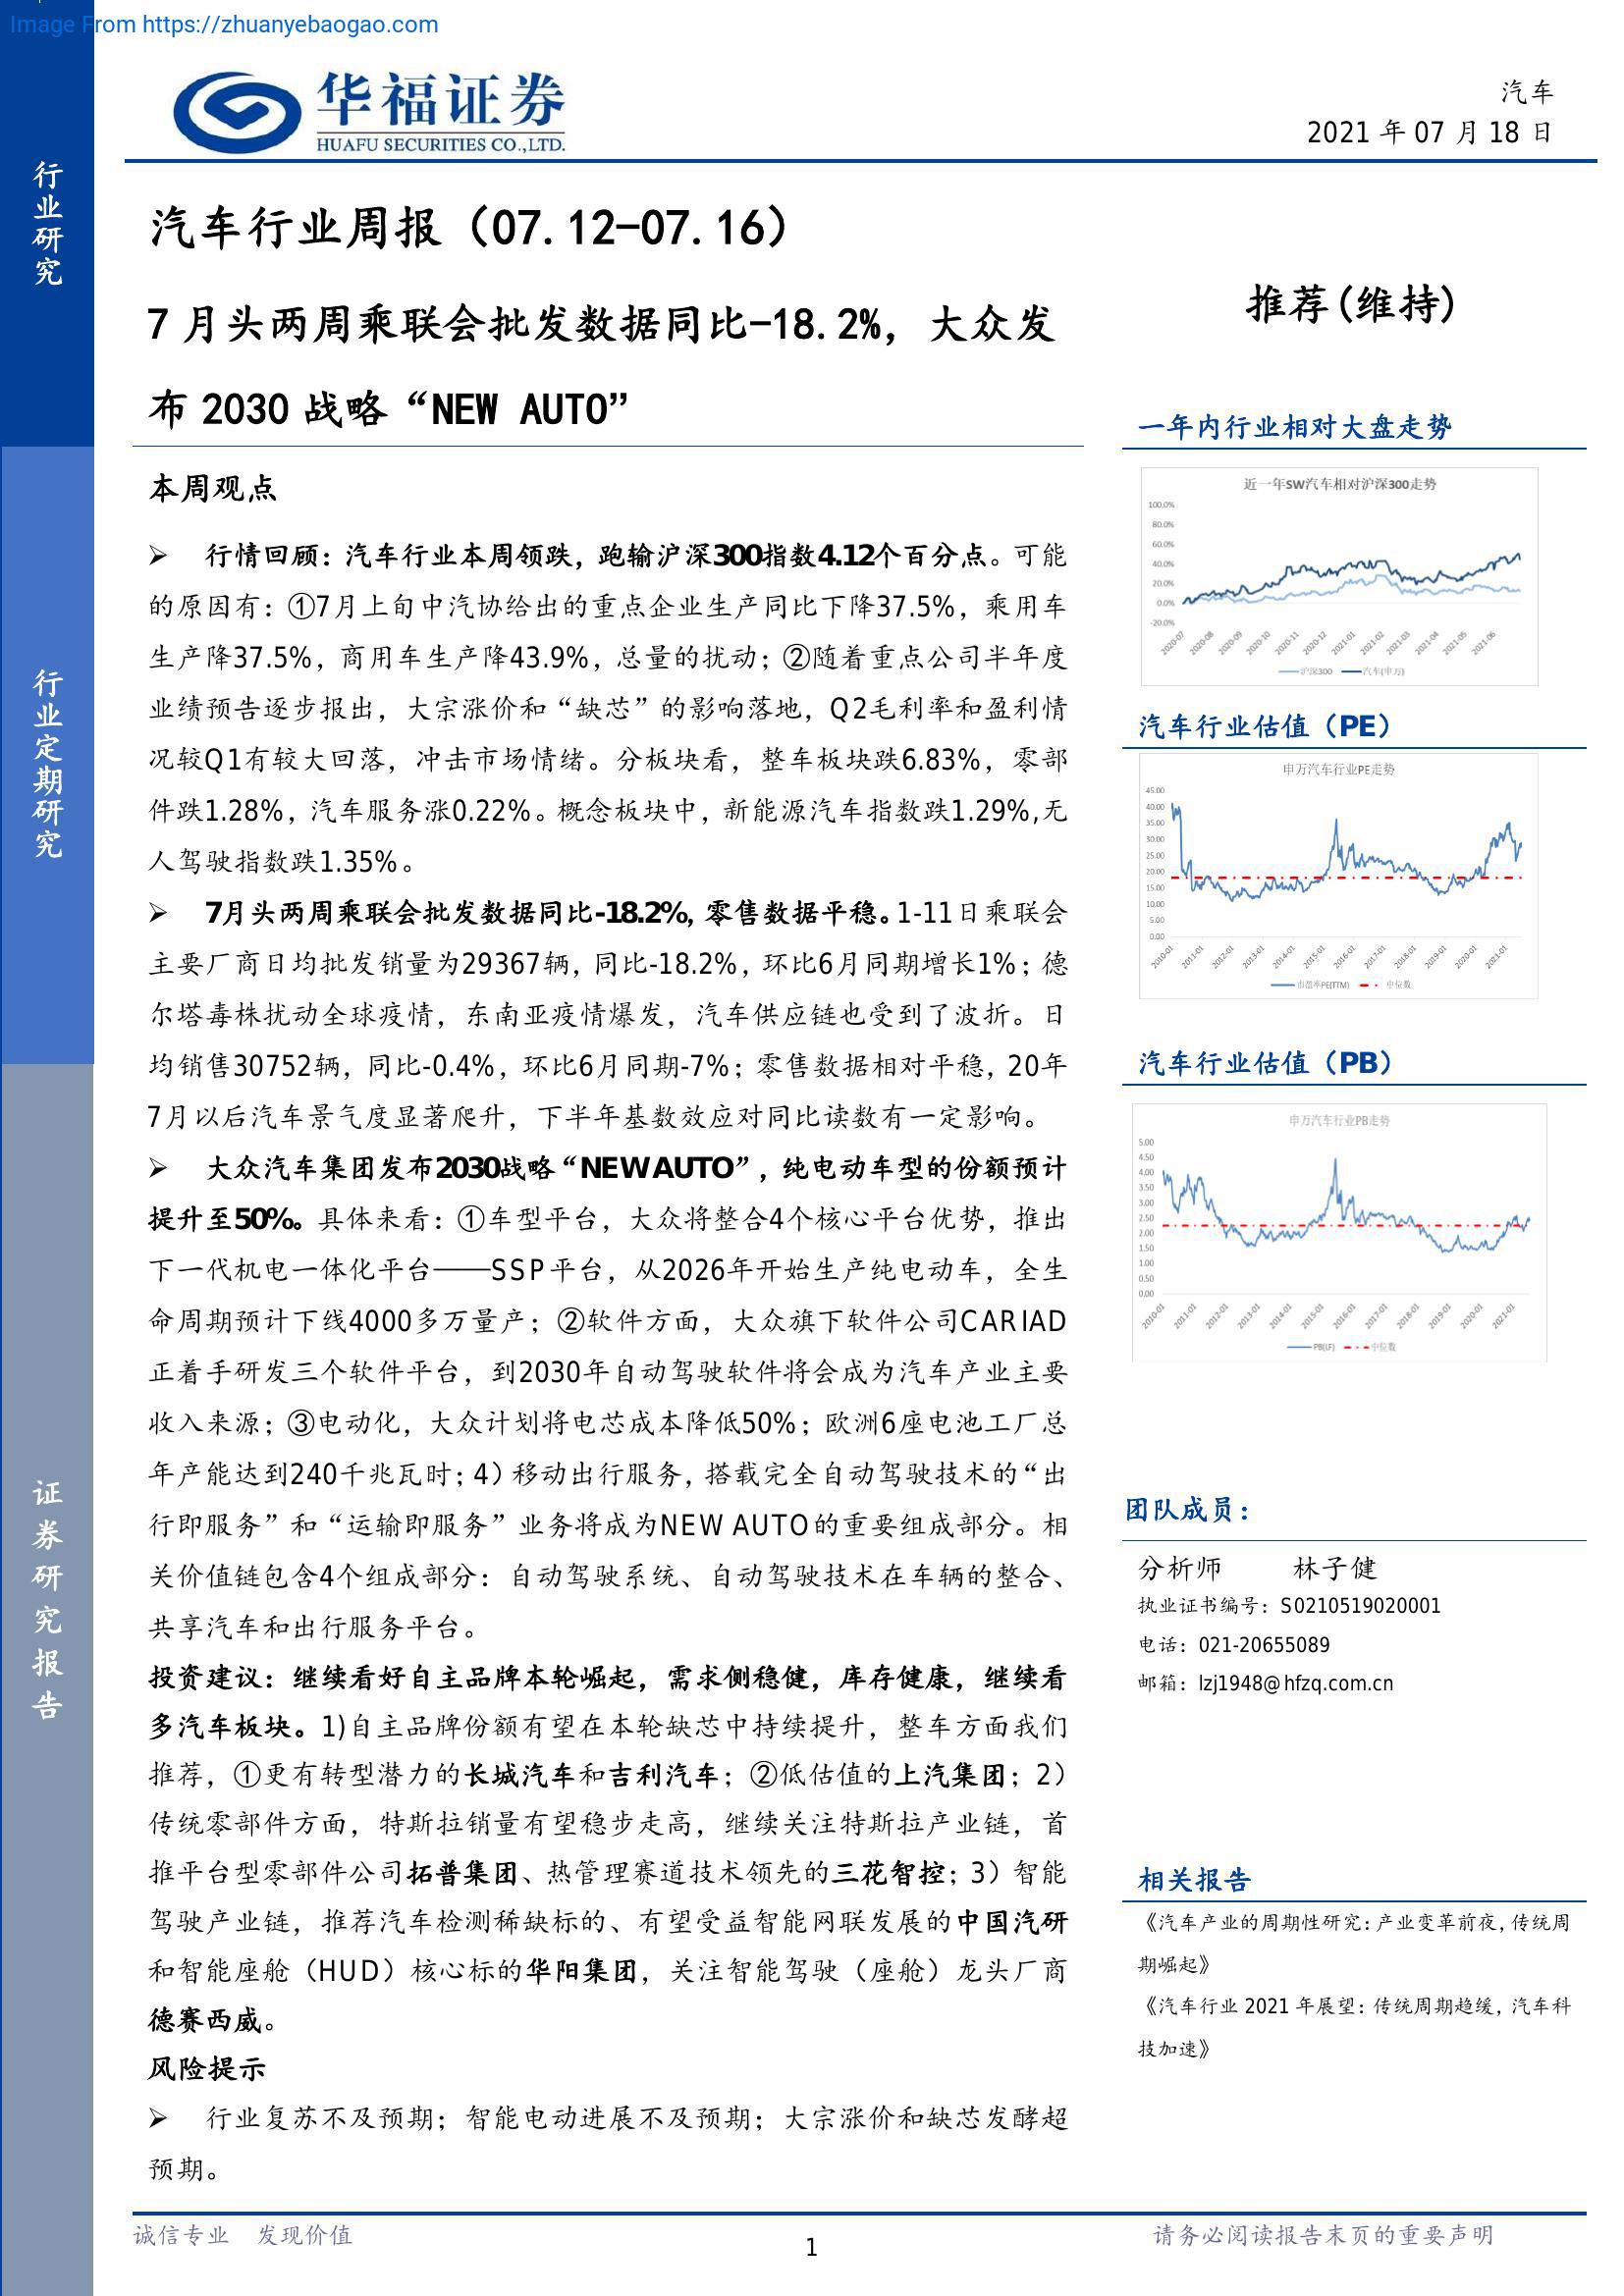 Image From https://zhuanyebaogao.com
行业研究
行业定期研究
证券研究报告
华福证券
HUAFU SECURITIES CO.,LTD.
汽车
2021 年 07 月 18 日
汽车行业周报（07.12-07.16）
7 月头两周乘联会批发数据同比-18.2%，大众发
布 2030 战略“NEW AUTO”
推荐(维持)
本周观点
➢ 行情回顾：汽车行业本周领跌，跑输沪深300指数4.12个百分点。可能
的原因有：①7月上旬中汽协给出的重点企业生产同比下降37.5%，乘用车
生产降37.5%，商用车生产降43.9%，总量的扰动；②随着重点公司半年度
业绩预告逐步报出，大宗涨价和“缺芯”的影响落地，Q2毛利率和盈利情
况较Q1有较大回落，冲击市场情绪。分板块看，整车板块跌6.83%，零部
件跌1.28%，汽车服务涨0.22%。概念板块中，新能源汽车指数跌1.29%,无
人驾驶指数跌1.35%。
➢ 7月头两周乘联会批发数据同比-18.2%，零售数据平稳。1-11日乘联会
主要厂商日均批发销量为29367辆，同比-18.2%，环比6月同期增长1%；德
尔塔毒株扰动全球疫情，东南亚疫情爆发，汽车供应链也受到了波折。日
均销售30752辆，同比-0.4%，环比6月同期-7%；零售数据相对平稳，20年
7月以后汽车景气度显著爬升，下半年基数效应对同比读数有一定影响。
➢ 大众汽车集团发布2030战略“NEW AUTO”，纯电动车型的份额预计
提升至50%。具体来看：①车型平台，大众将整合4个核心平台优势，推出
下一代机电一体化平台——SSP平台，从2026年开始生产纯电动车，全生
命周期预计下线4000多万量产；②软件方面，大众旗下软件公司CARIAD
正着手研发三个软件平台，到2030年自动驾驶软件将会成为汽车产业主要
收入来源；③电动化，大众计划将电芯成本降低50%；欧洲6座电池工厂总
年产能达到240千兆瓦时；4）移动出行服务，搭载完全自动驾驶技术的“出
行即服务”和“运输即服务”业务将成为NEW AUTO的重要组成部分。相
关价值链包含4个组成部分：自动驾驶系统、自动驾驶技术在车辆的整合、
共享汽车和出行服务平台。
投资建议：继续看好自主品牌本轮崛起，需求侧稳健，库存健康，继续看
多汽车板块。1)自主品牌份额有望在本轮缺芯中持续提升，整车方面我们
推荐，①更有转型潜力的长城汽车和吉利汽车；②低估值的上汽集团；2）
传统零部件方面，特斯拉销量有望稳步走高，继续关注特斯拉产业链，首
推平台型零部件公司拓普集团、热管理赛道技术领先的三花智控；3）智能
驾驶产业链，推荐汽车检测稀缺标的、有望受益智能网联发展的中国汽研
和智能座舱（HUD）核心标的华阳集团，关注智能驾驶（座舱）龙头厂商
德赛西威。
风险提示
➢ 行业复苏不及预期；智能电动进展不及预期；大宗涨价和缺芯发酵超
预期。
一年内行业相对大盘走势
近一年SW汽车相对沪深300走势
100.0%
80.0%
60.0%
40.0%
20.0%
0.0%
-20.0%
2020-07 2020-08 2020-09 2020-10 2020-11 2020-12 2021-01 2021-02 2021-03 2021-04 2021-05 2021-06
沪深300 汽车(申万)
汽车行业估值（PE）
申万汽车行业PE走势
45.00
40.00
35.00
30.00
25.00
20.00
15.00
10.00
5.00
0.00
2010-01 2011-01 2012-01 2013-01 2014-01 2015-01 2016-01 2017-01 2018-01 2019-01 2020-01 2021-01
市盈率PE(TTM) 中位数
汽车行业估值（PB）
申万汽车行业PB走势
5.00
4.50
4.00
3.50
3.00
2.50
2.00
1.50
1.00
0.50
0.00
2010-01 2011-01 2012-01 2013-01 2014-01 2015-01 2016-01 2017-01 2018-01 2019-01 2020-01 2021-01
PB(LF) 中位数
团队成员：
分析师 林子健
执业证书编号：S0210519020001
电话：021-20655089
邮箱：lzj1948@hfzq.com.cn
相关报告
《汽车产业的周期性研究：产业变革前夜，传统周
期崛起》
《汽车行业 2021 年展望：传统周期趋缓，汽车科
技加速》
诚信专业 发现价值
1
请务必阅读报告末页的重要声明